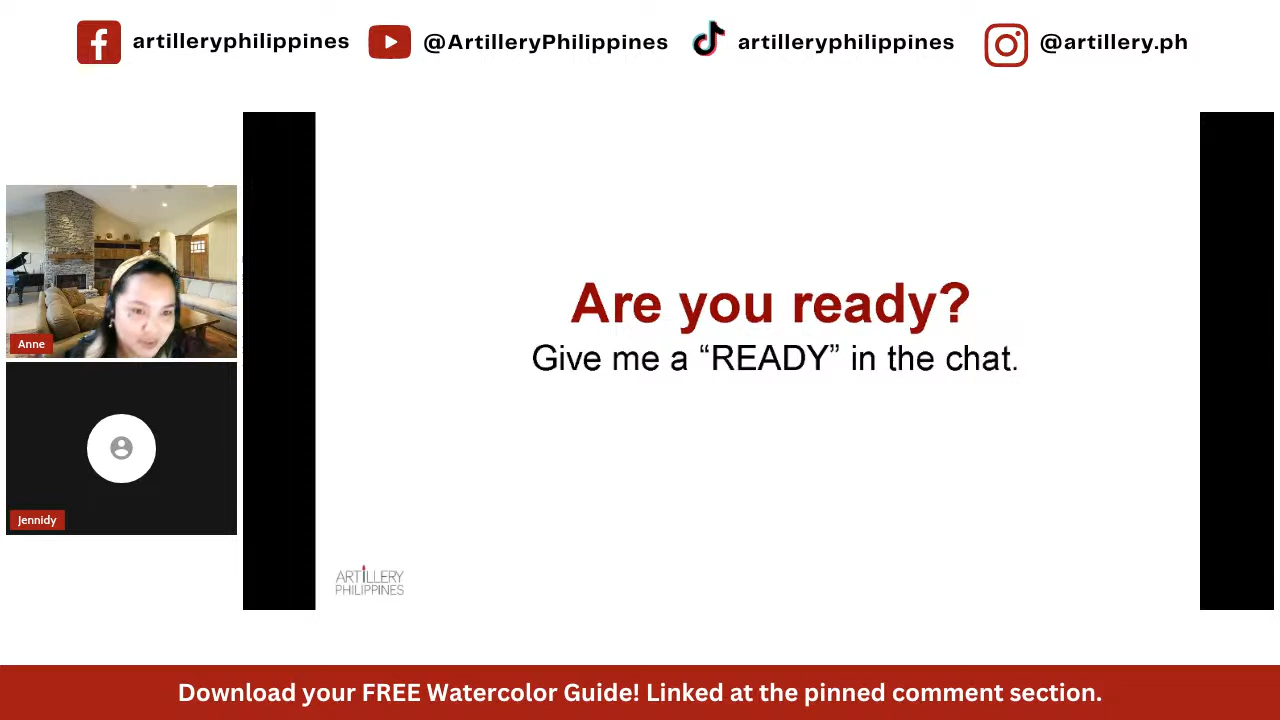 artilleryphilippines
@ArtilleryPhilippines
artilleryphilippines
@artillery.ph
Anne
Jennidy
Are you ready?
Give me a “READY” in the chat.
ARTILLERY
PHILIPPINES
Download your FREE Watercolor Guide! Linked at the pinned comment section.